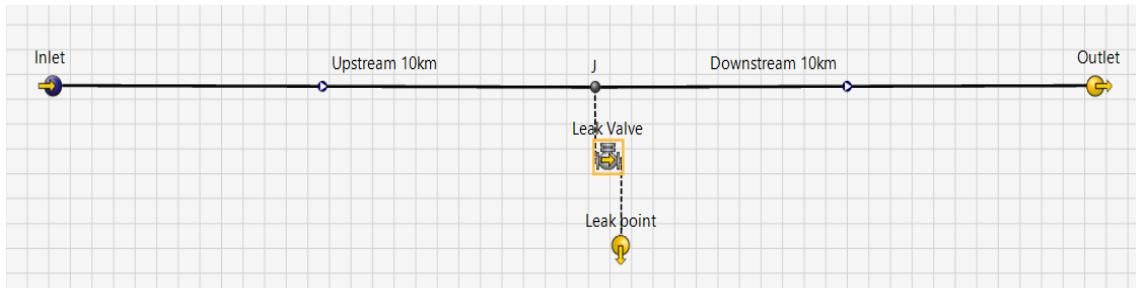 Inlet
Upstream 10km
J
Downstream 10km
Outlet
Leak Valve
Leak point